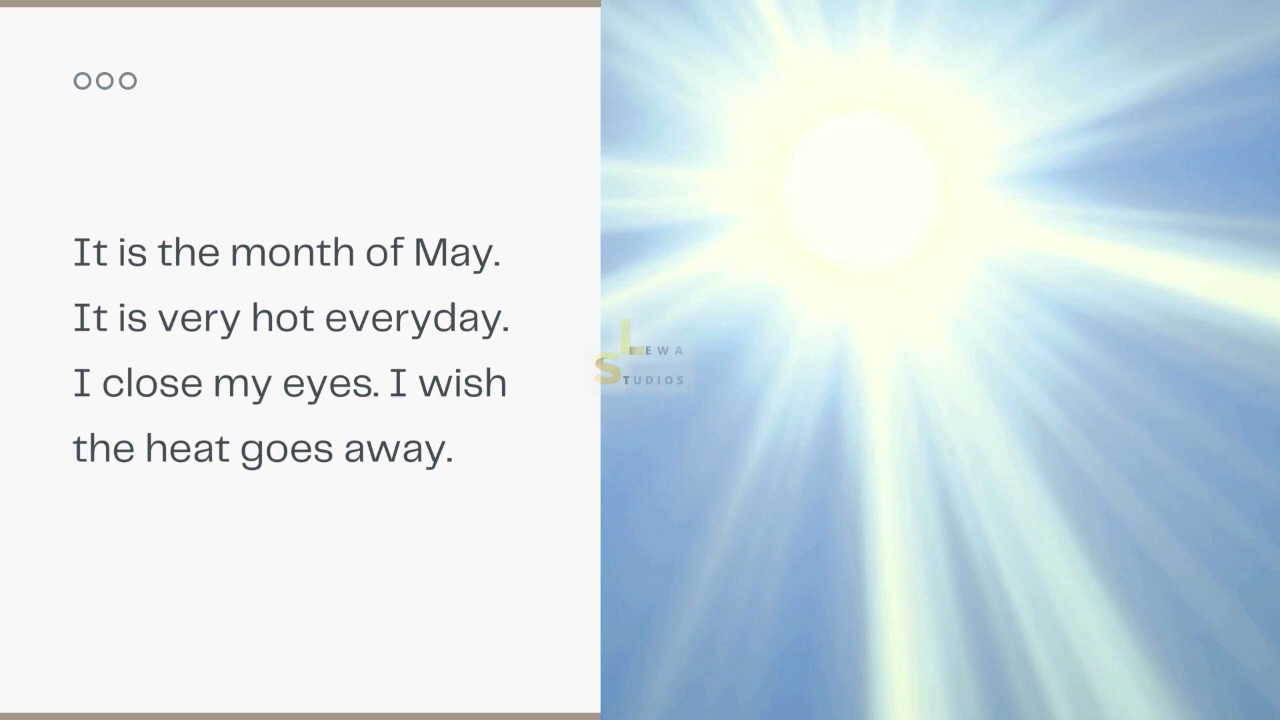 It is the month of May.
It is very hot everyday.
I close my eyes. I wish
the heat goes away.
LEWA
STUDIOS